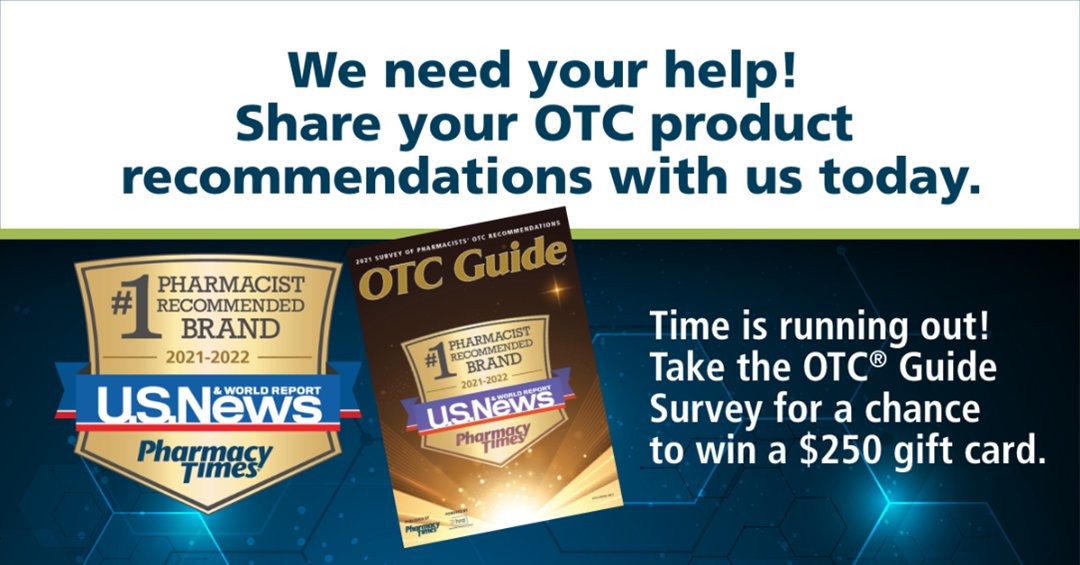 We need your help!
Share your OTC product
recommendations with us today.
#1 PHARMACIST
RECOMMENDED
BRAND
2021-2022
U.S.News
& WORLD REPORT
Pharmacy
Times
2021 SURVEY OF PHARMACISTS' OTC RECOMMENDATIONS
OTC Guide
#1 PHARMACIST
RECOMMENDED
BRAND
2021-2022
U.S.News
& WORLD REPORT
Pharmacy
Times
Pharmacy
Times
Time is running out!
Take the OTC® Guide
Survey for a chance
to win a $250 gift card.